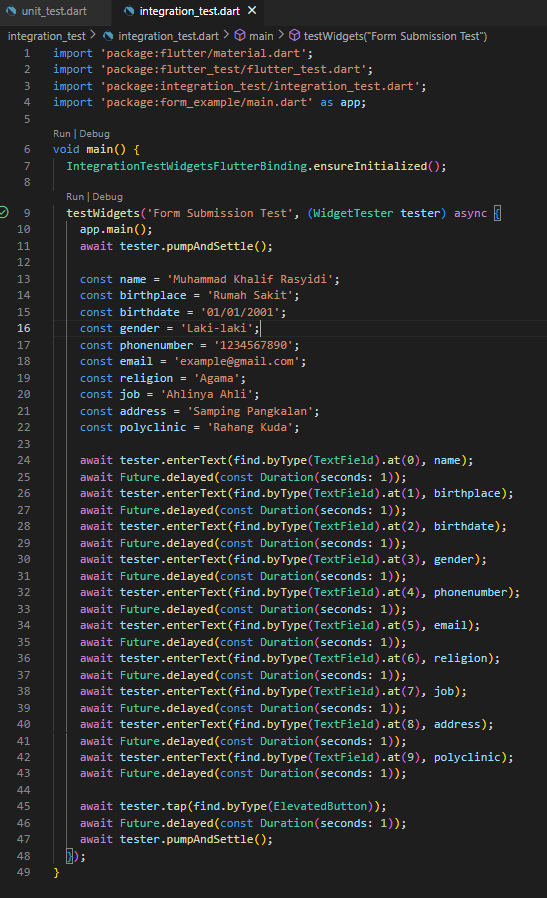 unit_test.dart integration_test.dart
integration_test > integration_test.dart > main > testWidgets("Form Submission Test")
1 import 'package:flutter/material.dart';
2 import 'package:flutter_test/flutter_test.dart';
3 import 'package:integration_test/integration_test.dart';
4 import 'package:form_example/main.dart' as app;
5
Run | Debug
6 void main() {
7 IntegrationTestWidgetsFlutterBinding.ensureInitialized();
8
Run | Debug
9 testWidgets('Form Submission Test', (WidgetTester tester) async {
10 app.main();
11 await tester.pumpAndSettle();
12
13 const name = 'Muhammad Khalif Rasyidi';
14 const birthplace = 'Rumah Sakit';
15 const birthdate = '01/01/2001';
16 const gender = 'Laki-laki';
17 const phonenumber = '1234567890';
18 const email = 'example@gmail.com';
19 const religion = 'Agama';
20 const job = 'Ahlinya Ahli';
21 const address = 'Samping Pangkalan';
22 const polyclinic = 'Rahang Kuda';
23
24 await tester.enterText(find.byType(TextField).at(0), name);
25 await Future.delayed(const Duration(seconds: 1));
26 await tester.enterText(find.byType(TextField).at(1), birthplace);
27 await Future.delayed(const Duration(seconds: 1));
28 await tester.enterText(find.byType(TextField).at(2), birthdate);
29 await Future.delayed(const Duration(seconds: 1));
30 await tester.enterText(find.byType(TextField).at(3), gender);
31 await Future.delayed(const Duration(seconds: 1));
32 await tester.enterText(find.byType(TextField).at(4), phonenumber);
33 await Future.delayed(const Duration(seconds: 1));
34 await tester.enterText(find.byType(TextField).at(5), email);
35 await Future.delayed(const Duration(seconds: 1));
36 await tester.enterText(find.byType(TextField).at(6), religion);
37 await Future.delayed(const Duration(seconds: 1));
38 await tester.enterText(find.byType(TextField).at(7), job);
39 await Future.delayed(const Duration(seconds: 1));
40 await tester.enterText(find.byType(TextField).at(8), address);
41 await Future.delayed(const Duration(seconds: 1));
42 await tester.enterText(find.byType(TextField).at(9), polyclinic);
43 await Future.delayed(const Duration(seconds: 1));
44
45 await tester.tap(find.byType(ElevatedButton));
46 await Future.delayed(const Duration(seconds: 1));
47 await tester.pumpAndSettle();
48 });
49 }